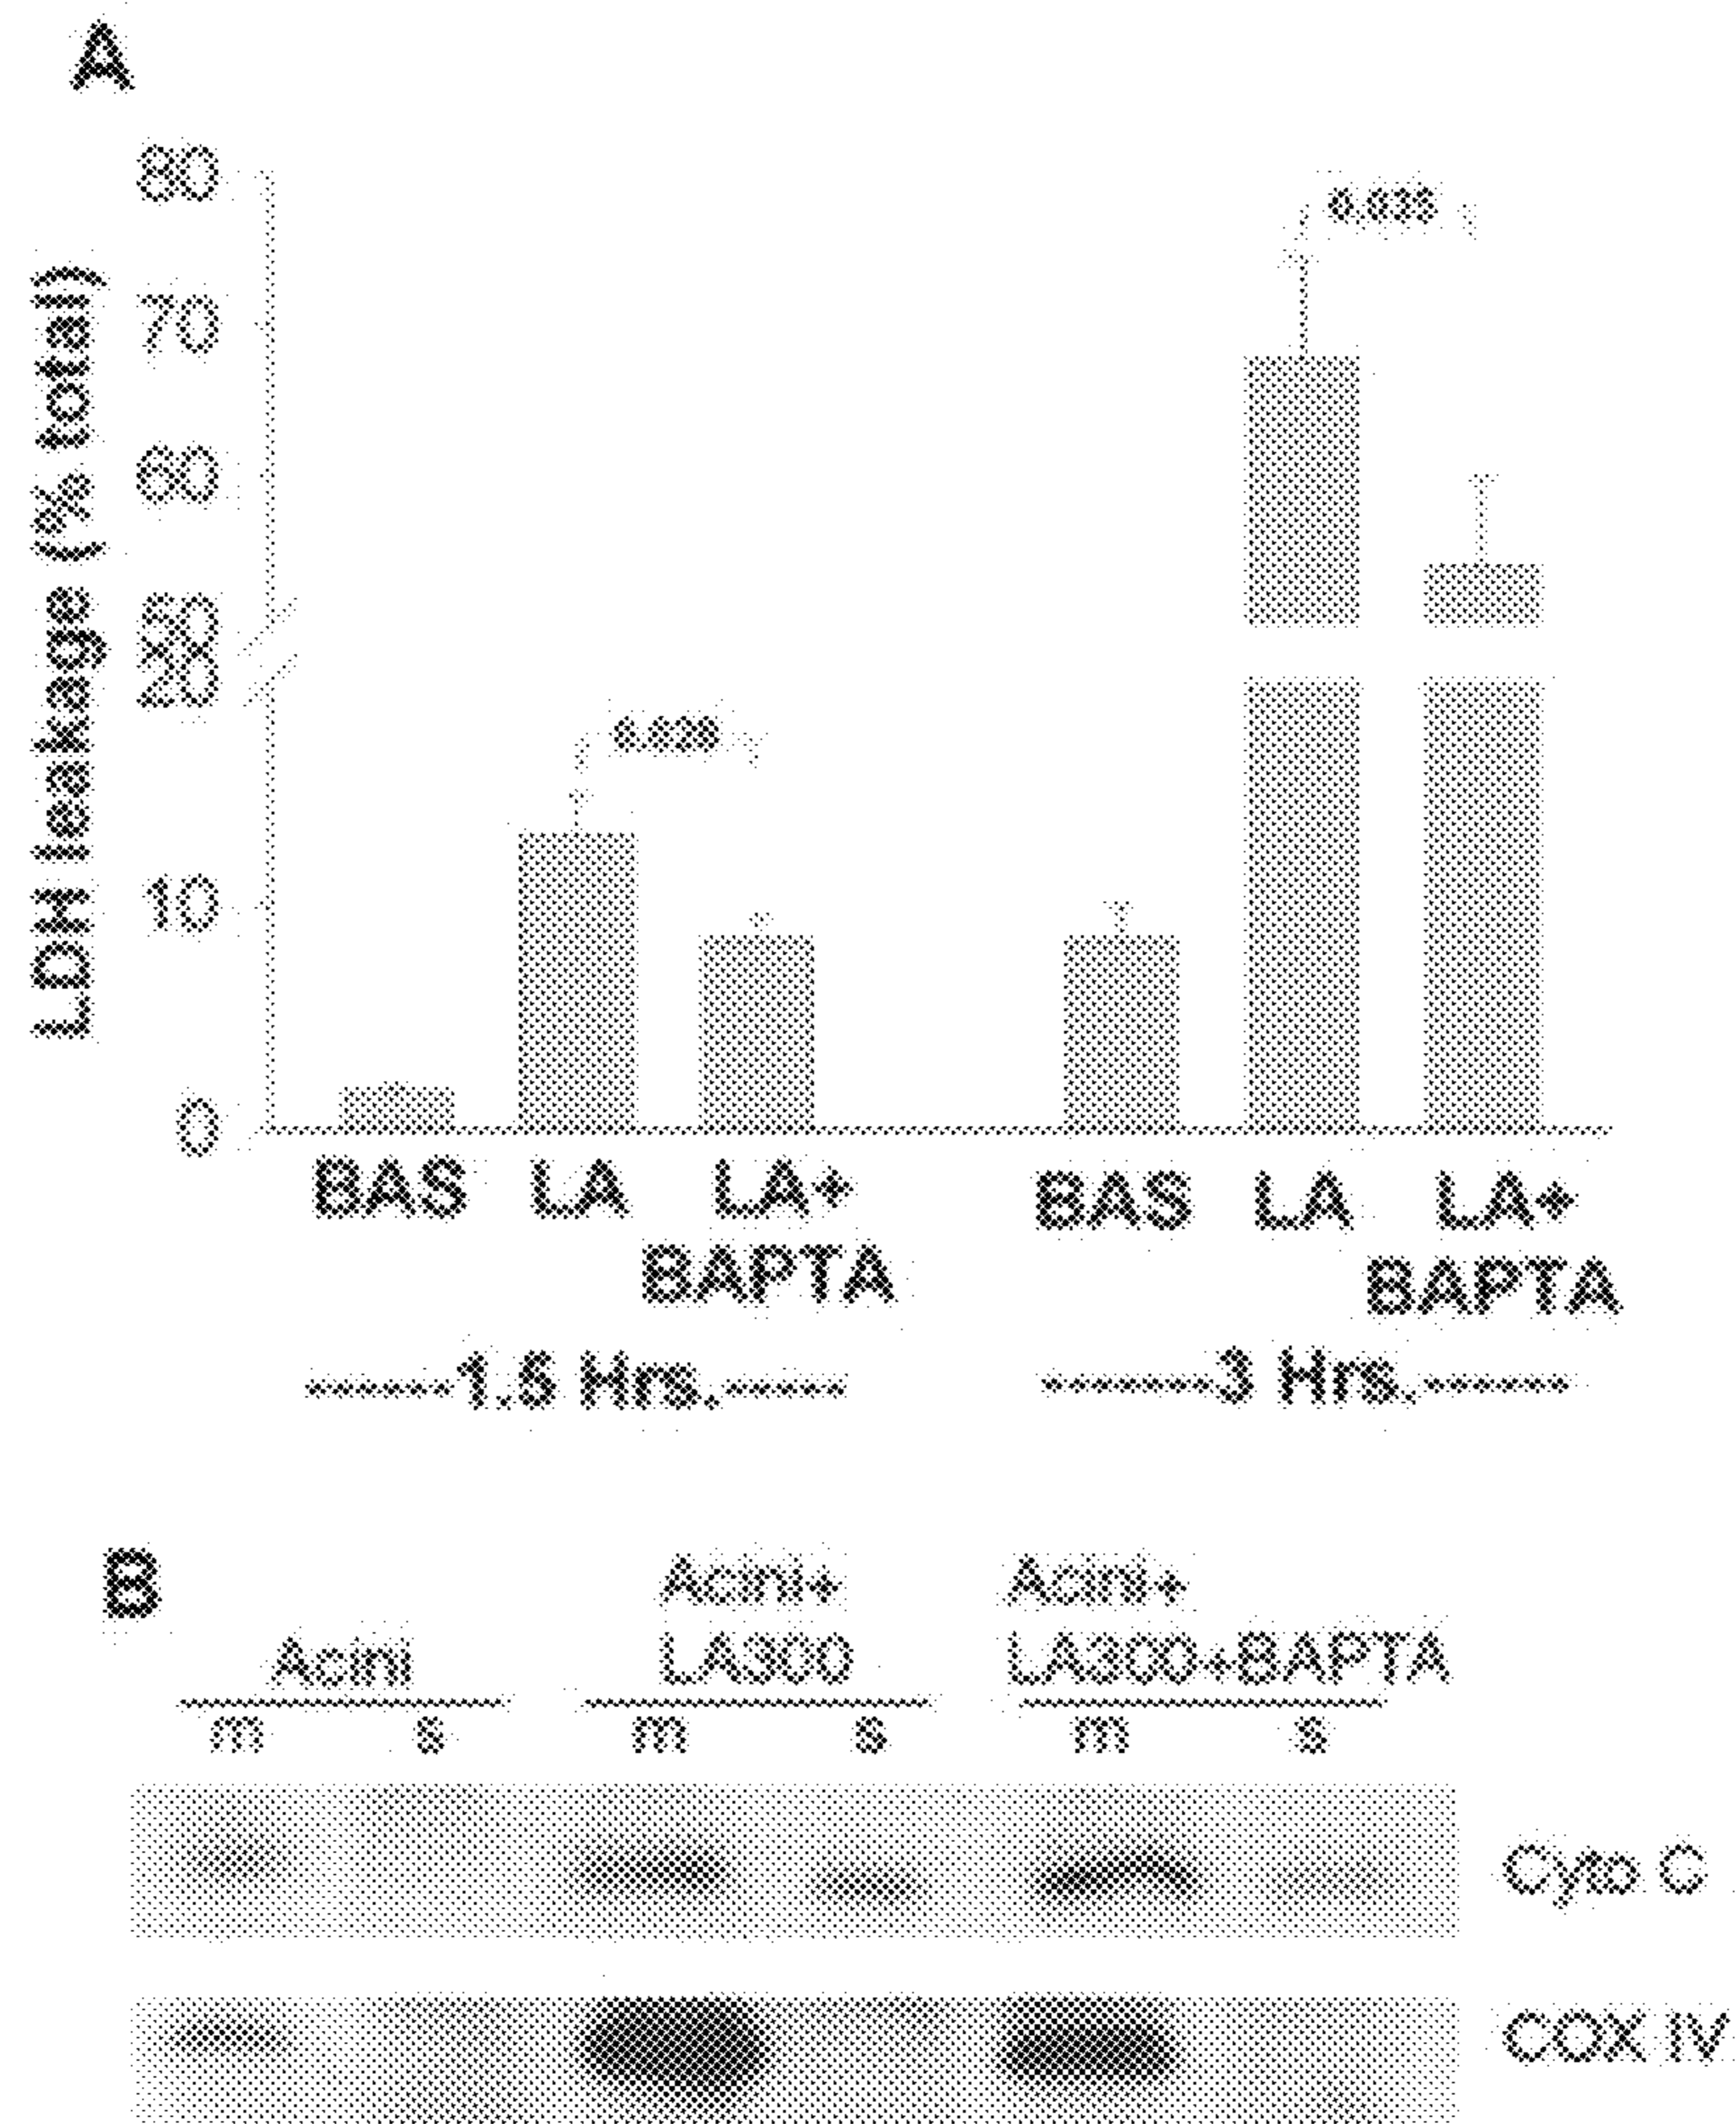 A
LDH leakage (% total)
80
70
60
50
20
10
0
BAS LA LA+
BAPTA
BAS LA LA+
BAPTA
------1.5 Hrs.------
-------3 Hrs.------
B
Acini
Acini+
LA300
Acini+
LA300+BAPTA
m s m s m s
Cyto C
COX IV